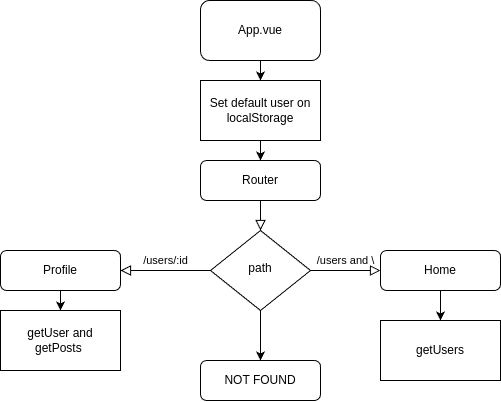 App.vue
Set default user on
localStorage
Router
path
/users/:id
/users and \
Profile
Home
getUser and
getPosts
getUsers
NOT FOUND